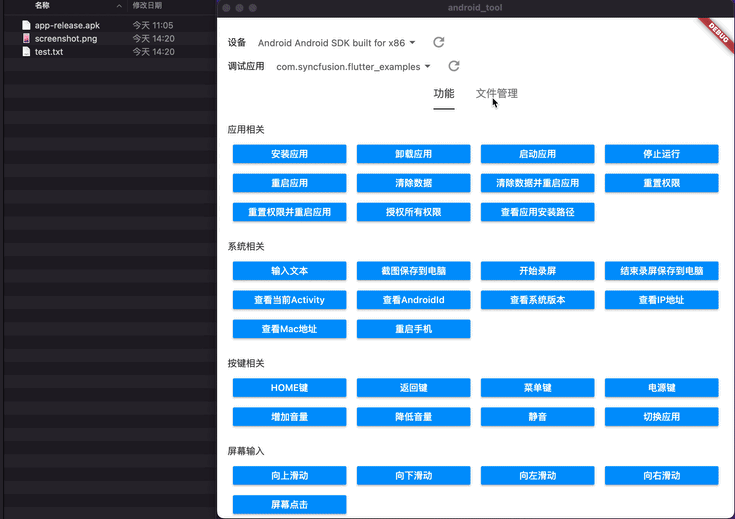 名称 修改日期
app-release.apk 今天 11:05
screenshot.png 今天 14:20
test.txt 今天 14:20
android_tool
DEBUG
设备 Android Android SDK built for x86
调试应用 com.syncfusion.flutter_examples
功能 文件管理
应用相关
安装应用 卸载应用 启动应用 停止运行
重启应用 清除数据 清除数据并重启应用 重置权限
重置权限并重启应用 授权所有权限 查看应用安装路径
系统相关
输入文本 截图保存到电脑 开始录屏 结束录屏保存到电脑
查看当前Activity 查看AndroidId 查看系统版本 查看IP地址
查看Mac地址 重启手机
按键相关
HOME键 返回键 菜单键 电源键
增加音量 降低音量 静音 切换应用
屏幕输入
向上滑动 向下滑动 向左滑动 向右滑动
屏幕点击